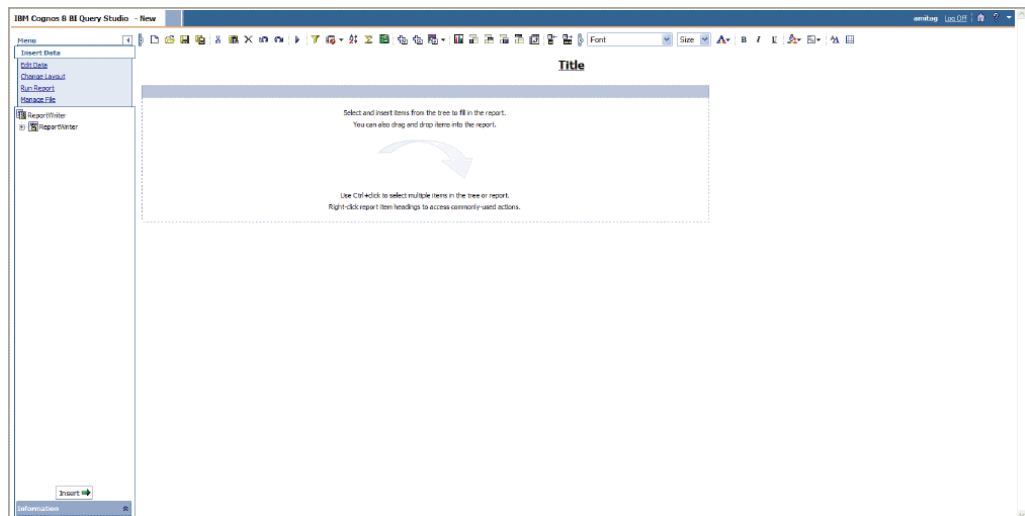 IBM Cognos 8 BI Query Studio - New
amitog Log Off ?
Menu
Font Size A B I U
Insert Data
Edit Data
Change Layout
Run Report
Manage File
Title
ReportWriter
ReportWriter
Select and insert items from the tree to fill in the report.
You can also drag and drop items into the report.
Use Ctrl+click to select multiple items in the tree or report.
Right-click report item headings to access commonly-used actions.
Insert
Information